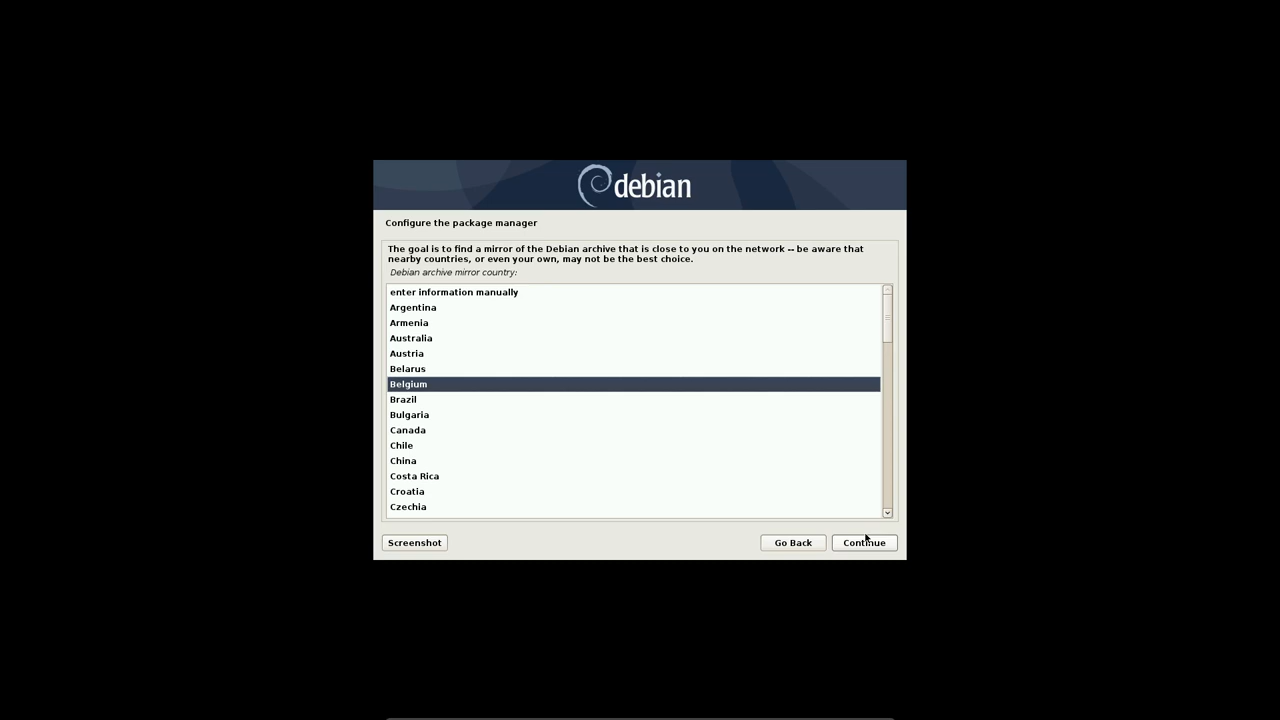 debian
Configure the package manager
The goal is to find a mirror of the Debian archive that is close to you on the network -- be aware that
nearby countries, or even your own, may not be the best choice.
Debian archive mirror country:
enter information manually
Argentina
Armenia
Australia
Austria
Belarus
Belgium
Brazil
Bulgaria
Canada
Chile
China
Costa Rica
Croatia
Czechia
Screenshot
Go Back
Continue